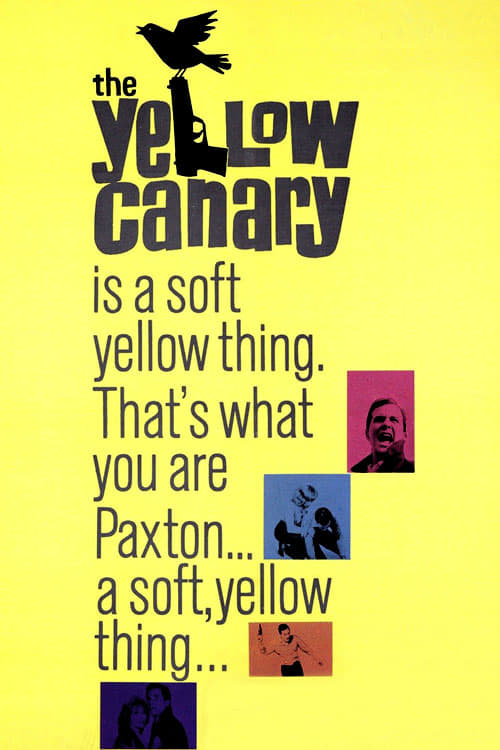 the
yellow
canary
is a soft
yellow thing.
That's what
you are
Paxton...
a soft, yellow
thing...